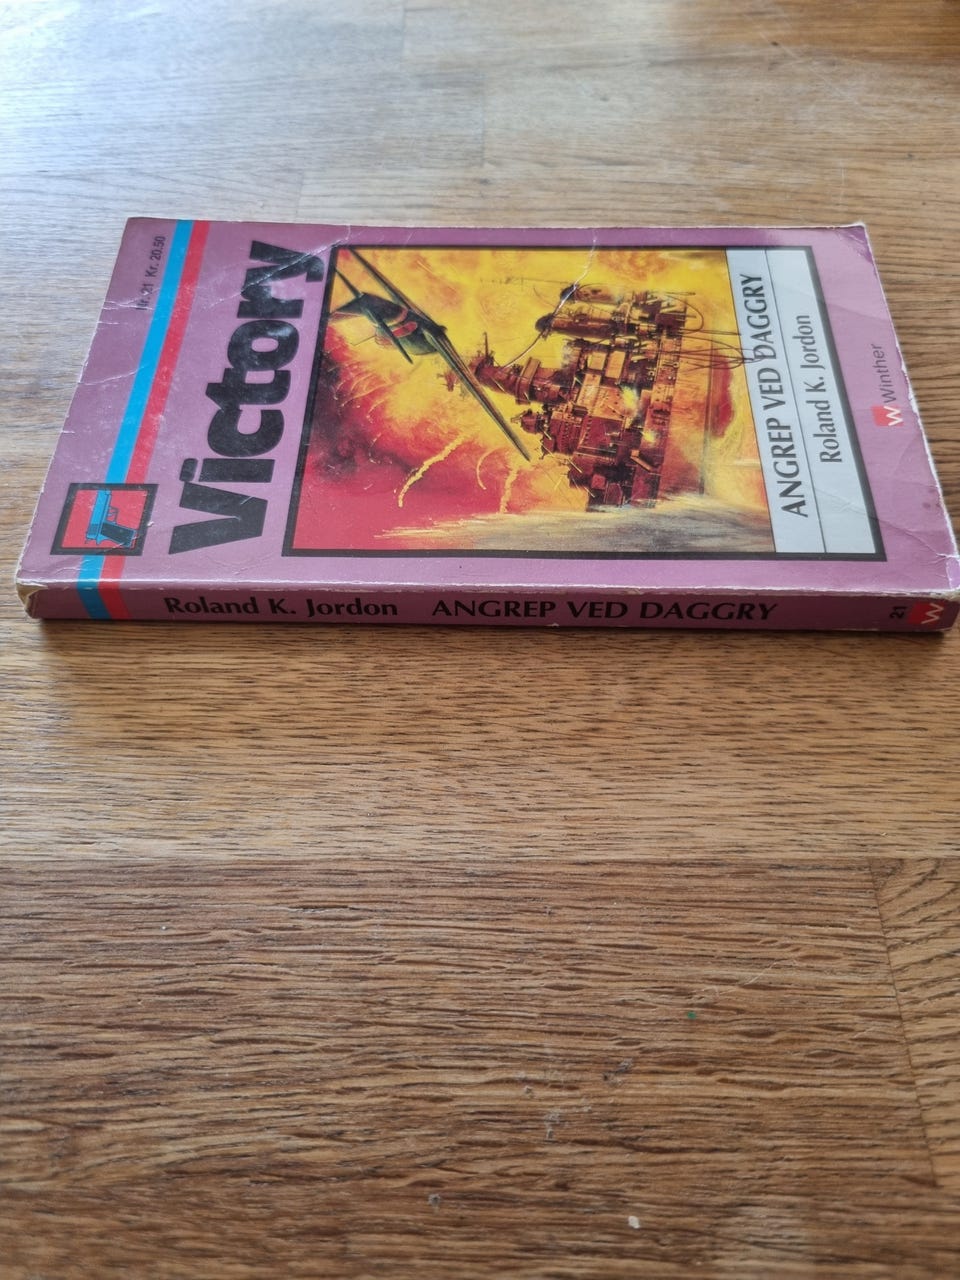 Nr. 21 Kr. 20.50
Victory
ANGREP VED DAGGRY
Roland K. Jordon
W Winther
Roland K. Jordon ANGREP VED DAGGRY 21 W